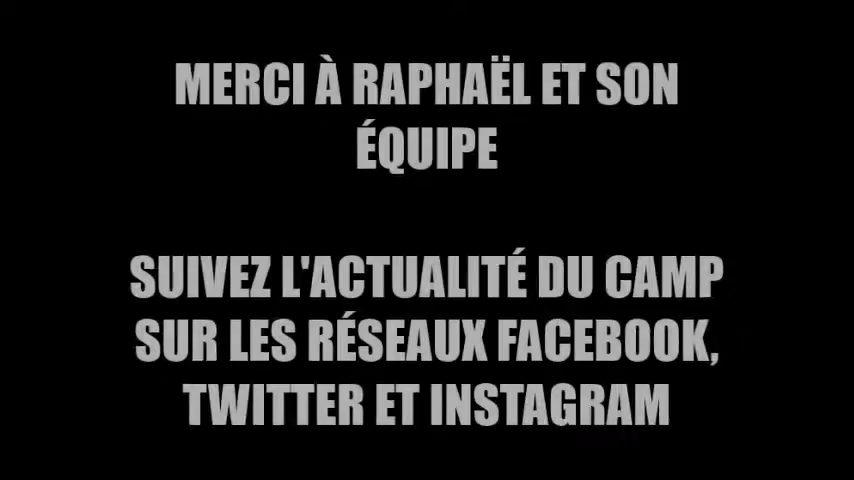 MERCI À RAPHAËL ET SON
ÉQUIPE
SUIVEZ L'ACTUALITÉ DU CAMP
SUR LES RÉSEAUX FACEBOOK,
TWITTER ET INSTAGRAM